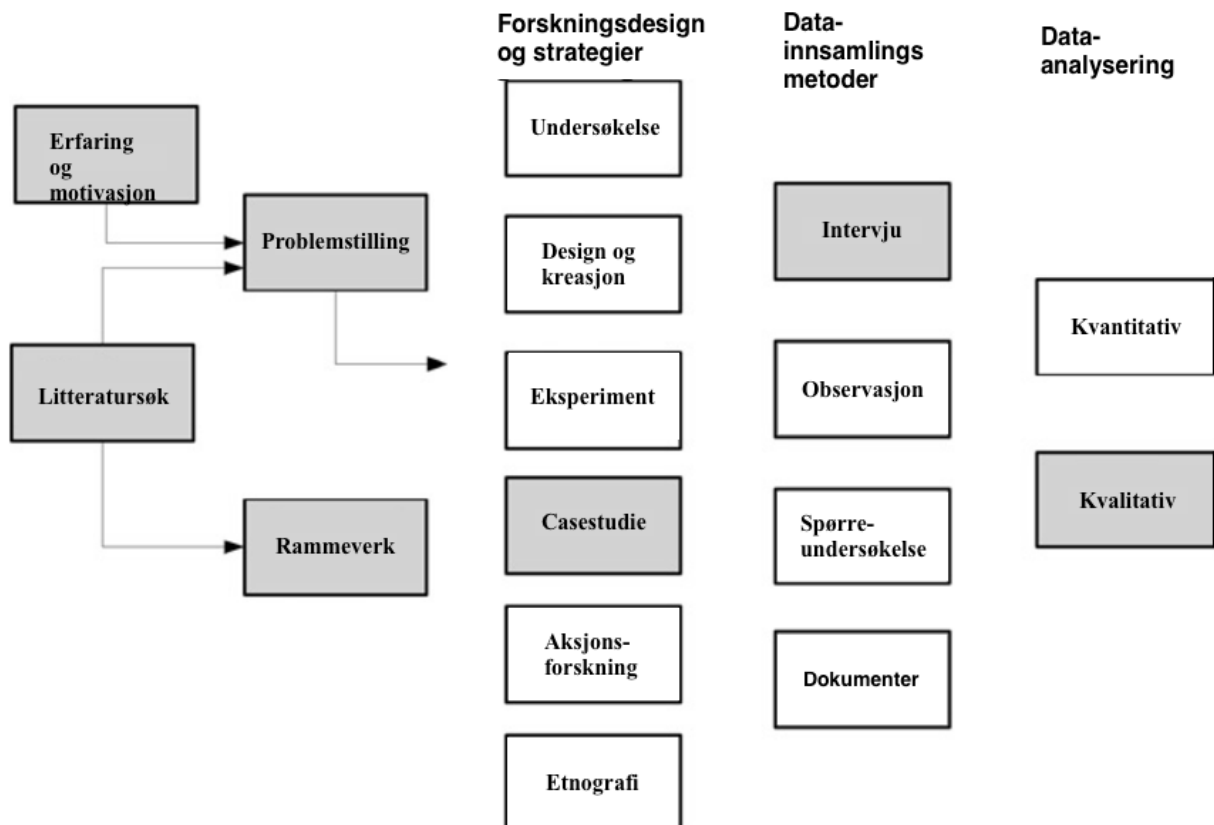 Forskningsdesign
og strategier
Data-
innsamlings
metoder
Data-
analysering
Erfaring
og
motivasjon
Problemstilling
Litteratursøk
Rammeverk
Undersøkelse
Design og
kreasjon
Eksperiment
Casestudie
Aksjons-
forskning
Etnografi
Intervju
Observasjon
Spørre-
undersøkelse
Dokumenter
Kvantitativ
Kvalitativ